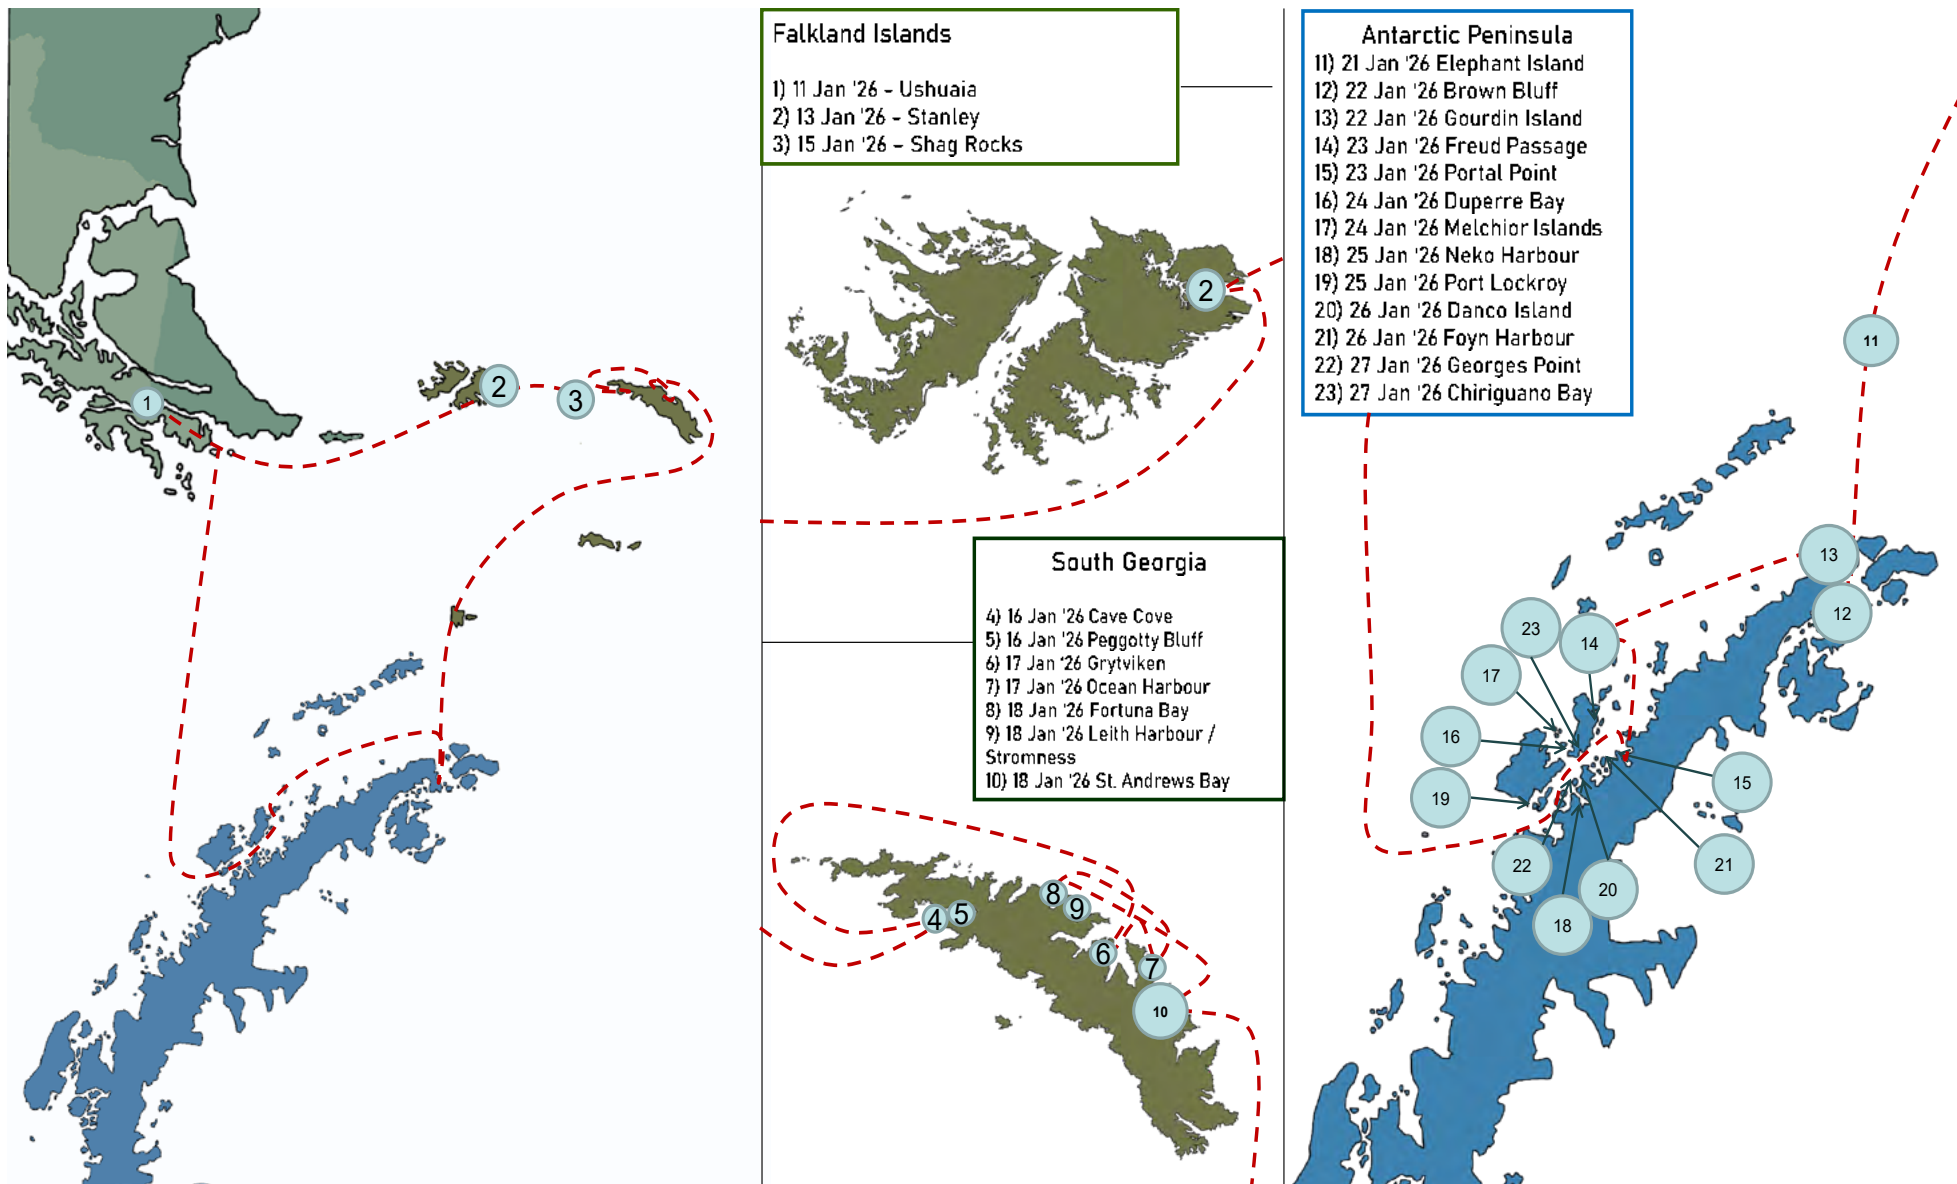 Falkland Islands
1) 11 Jan '26 – Ushuaia
2) 13 Jan '26 – Stanley
3) 15 Jan '26 – Shag Rocks
Antarctic Peninsula
11) 21 Jan '26 Elephant Island
12) 22 Jan '26 Brown Bluff
13) 22 Jan '26 Gourdin Island
14) 23 Jan '26 Freud Passage
15) 23 Jan '26 Portal Point
16) 24 Jan '26 Duperre Bay
17) 24 Jan '26 Melchior Islands
18) 25 Jan '26 Neko Harbour
19) 25 Jan '26 Port Lockroy
20) 26 Jan '26 Danco Island
21) 26 Jan '26 Foyn Harbour
22) 27 Jan '26 Georges Point
23) 27 Jan '26 Chiriguano Bay
South Georgia
4) 16 Jan '26 Cave Cove
5) 16 Jan '26 Peggotty Bluff
6) 17 Jan '26 Grytviken
7) 17 Jan '26 Ocean Harbour
8) 18 Jan '26 Fortuna Bay
9) 18 Jan '26 Leith Harbour /
Stromness
10) 18 Jan '26 St. Andrews Bay
1
2
3
2
4
5
6
7
8
9
10
11
13
12
23
14
17
16
19
15
22
21
20
18